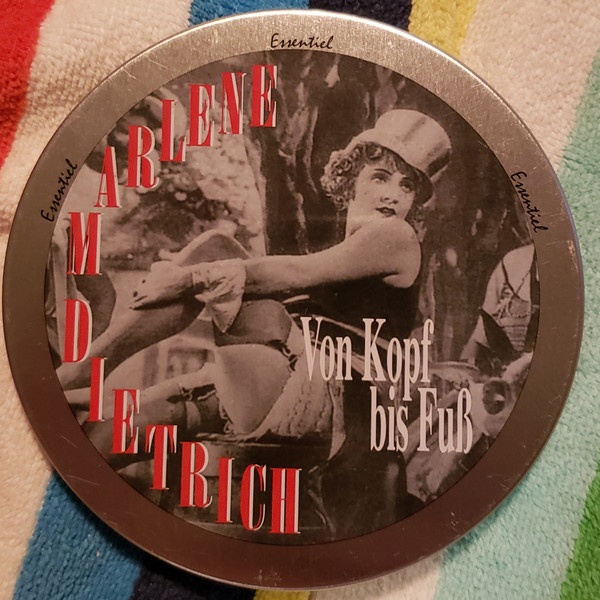 Essentiel
Essentiel
Essentiel
MARLENE
DIETRICH
Von Kopf
bis Fuß